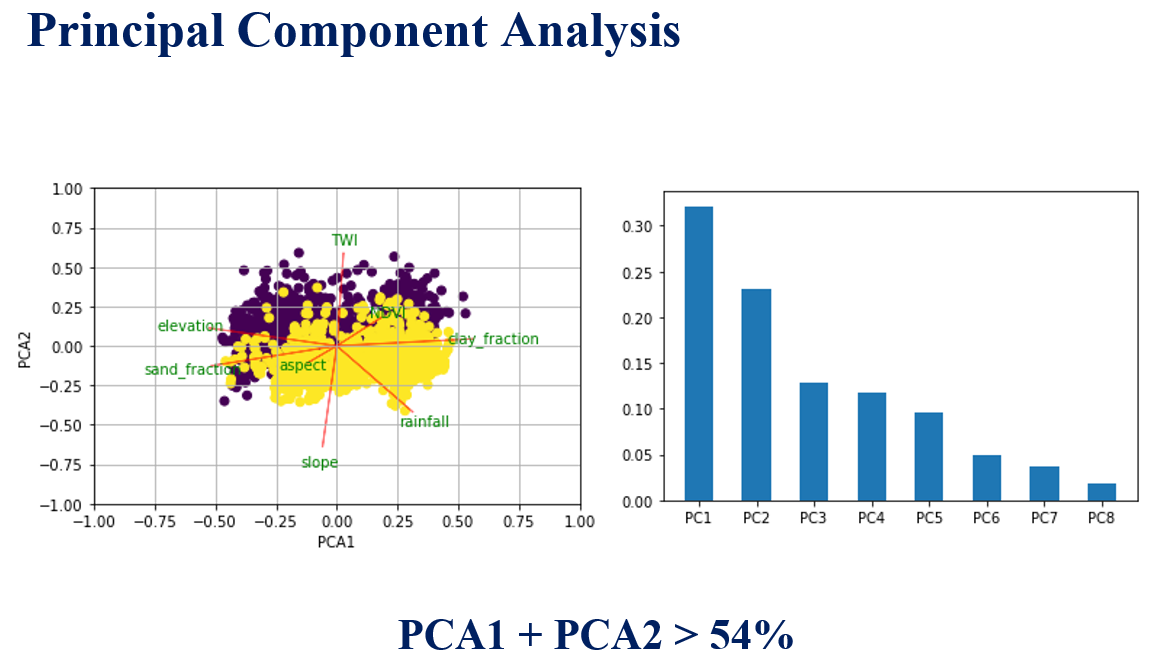 Principal Component Analysis
1.00
0.75
0.50
0.25
0.00
−0.25
−0.50
−0.75
−1.00
PCA2
TWI
NDVI
elevation
clay_fraction
sand_fraction
aspect
rainfall
slope
−1.00 −0.75 −0.50 −0.25 0.00 0.25 0.50 0.75 1.00
PCA1
0.30
0.25
0.20
0.15
0.10
0.05
0.00
PC1 PC2 PC3 PC4 PC5 PC6 PC7 PC8
PCA1 + PCA2 > 54%